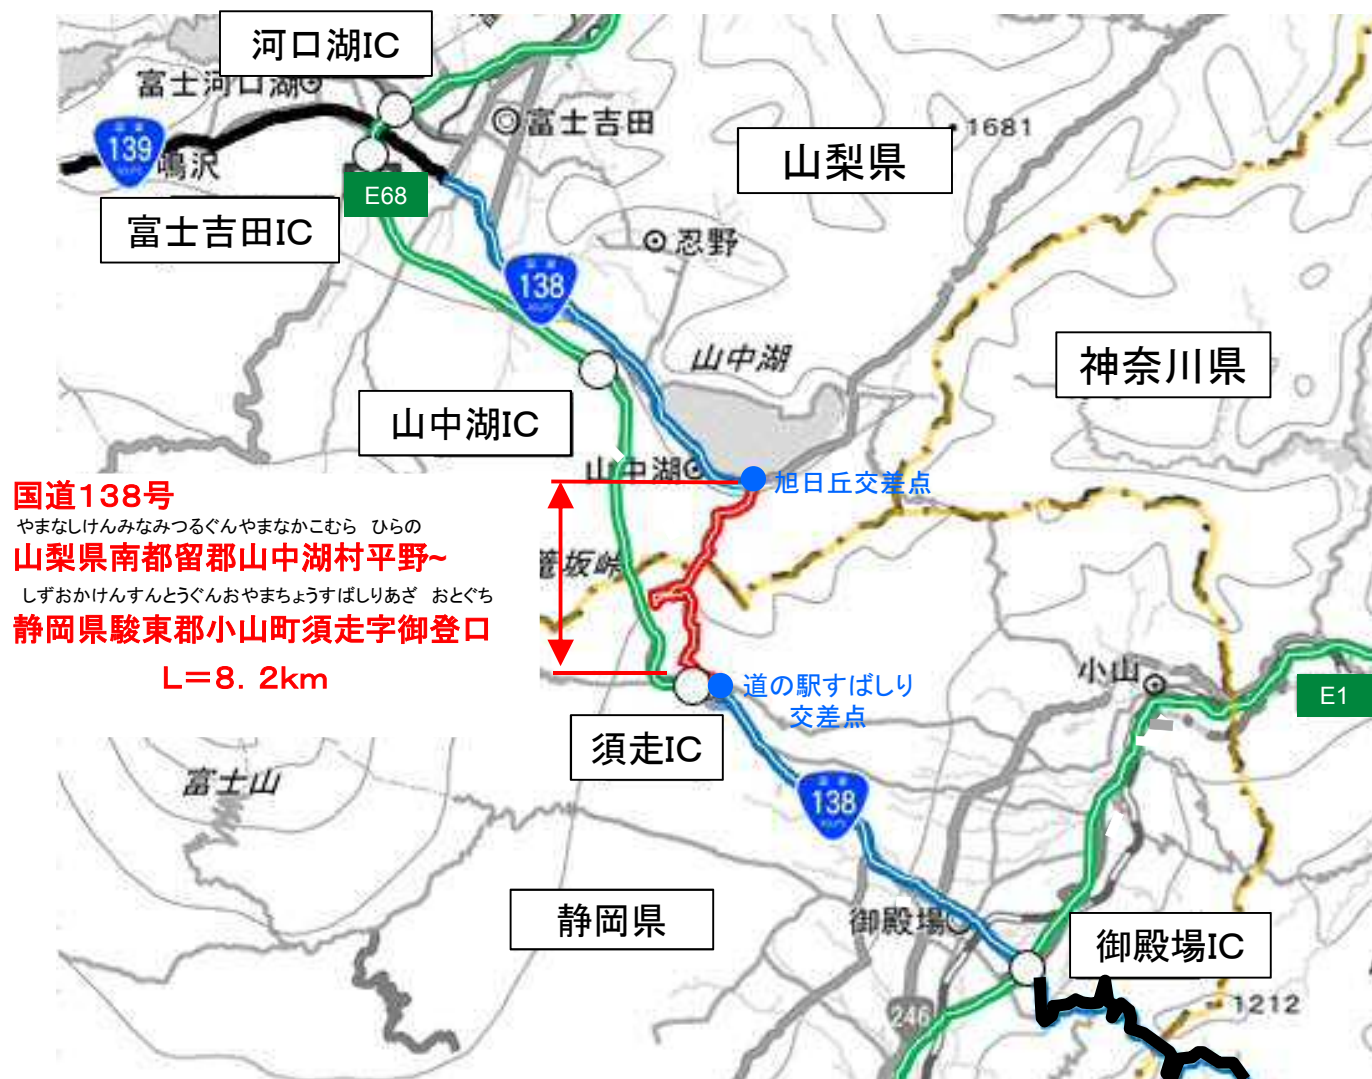 河口湖IC
富士河口湖
富士吉田
1681
山梨県
139
鳴沢
E68
富士吉田IC
忍野
138
山中湖
神奈川県
山中湖IC
山中湖
旭日丘交差点
国道138号
やまなしけんみなみつるぐんやまなかこむら ひらの
山梨県南都留郡山中湖村平野~
籠坂峠
しずおかけんすんとうぐんおやまちょうすばしりあざ おとぐち
静岡県駿東郡小山町須走字御登口
L=8.2km
小山
道の駅すばしり
交差点
E1
須走IC
富士山
138
静岡県
御殿場
御殿場IC
246
1212